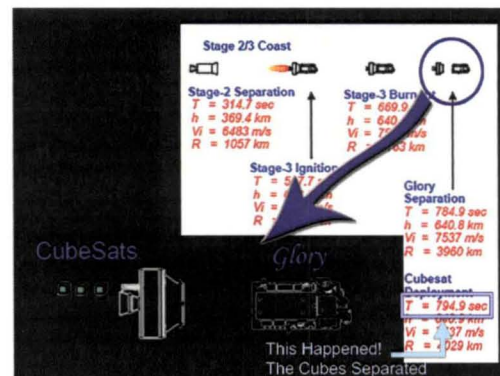 Stage 2/3 Coast
Stage-2 Separation
T = 314.7 sec
h = 369.4 km
Vi = 6483 m/s
R = 1057 km
Stage-3
T = 669.9
h = 640
Vi =
R =
Stage-3 Ignition
T =
h =
Vi =
R =
Glory
Separation
T = 784.9 sec
h = 640.8 km
Vi = 7537 m/s
R = 3960 km
Cubesat
Deployment
T = 794.9 sec
R =
CubeSats
Glory
This Happened!
The Cubes Separated